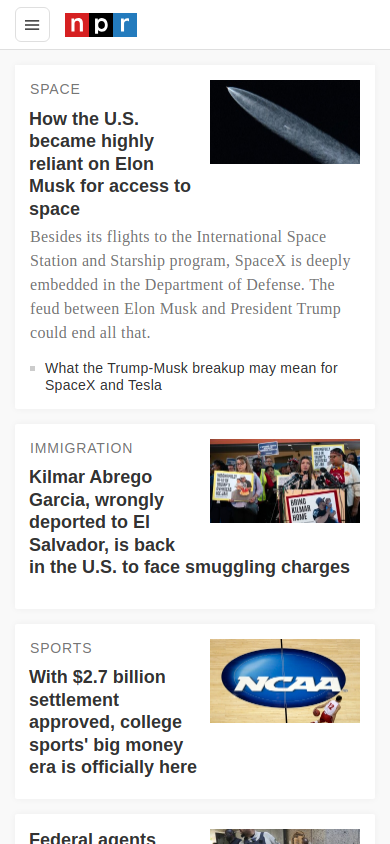 npr
SPACE
How the U.S.
became highly
reliant on Elon
Musk for access to
space
Besides its flights to the International Space
Station and Starship program, SpaceX is deeply
embedded in the Department of Defense. The
feud between Elon Musk and President Trump
could end all that.
What the Trump-Musk breakup may mean for
SpaceX and Tesla
IMMIGRATION
Kilmar Abrego
Garcia, wrongly
deported to El
Salvador, is back
in the U.S. to face smuggling charges
BRING
KILMAR
HOME
SPORTS
With $2.7 billion
settlement
approved, college
sports' big money
era is officially here
NCAA
Federal agents